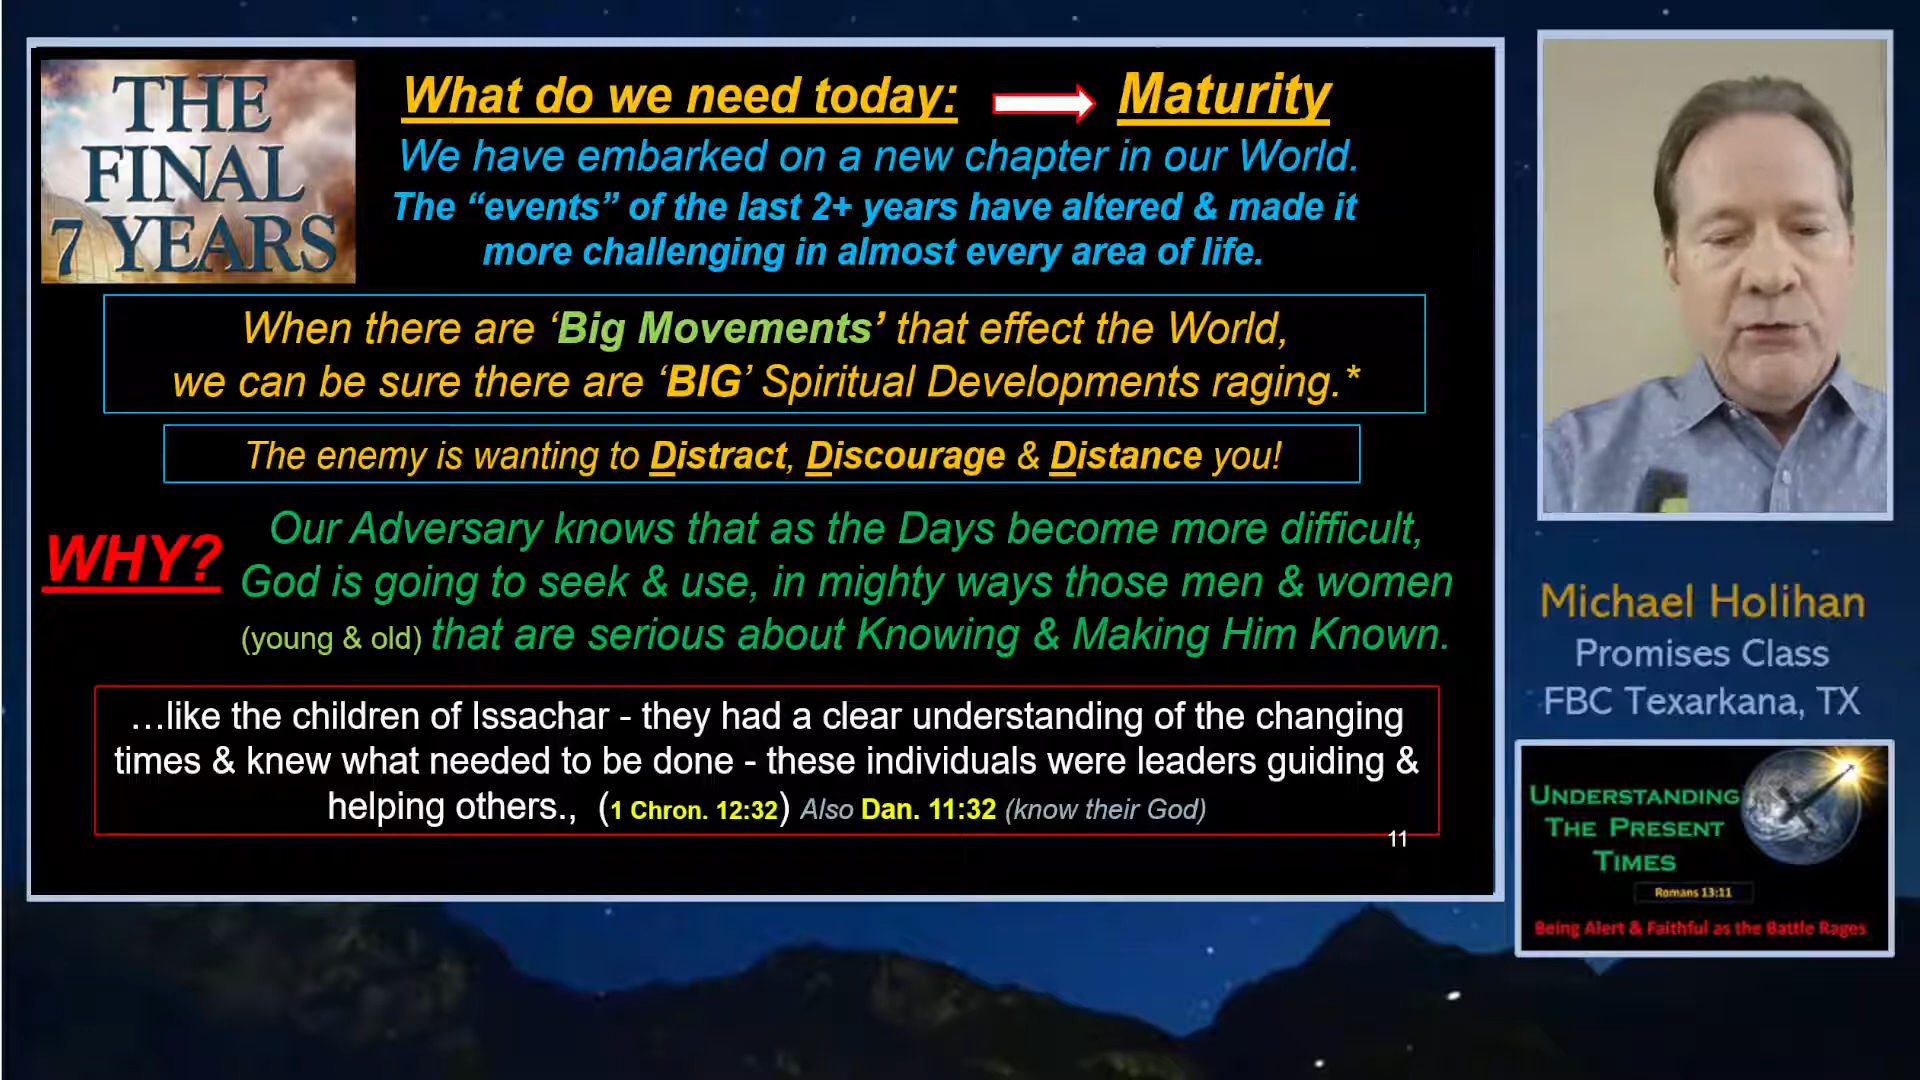 THE
FINAL
7 YEARS
What do we need today:
Maturity
We have embarked on a new chapter in our World.
The “events” of the last 2+ years have altered & made it
more challenging in almost every area of life.
When there are ‘Big Movements’ that effect the World,
we can be sure there are ‘BIG’ Spiritual Developments raging.*
The enemy is wanting to Distract, Discourage & Distance you!
WHY?
Our Adversary knows that as the Days become more difficult,
God is going to seek & use, in mighty ways those men & women
(young & old) that are serious about Knowing & Making Him Known.
…like the children of Issachar - they had a clear understanding of the changing
times & knew what needed to be done - these individuals were leaders guiding &
helping others., (1 Chron. 12:32) Also Dan. 11:32 (know their God)
11
Michael Holihan
Promises Class
FBC Texarkana, TX
UNDERSTANDING
THE PRESENT
TIMES
Romans 13:11
Being Alert & Faithful as the Battle Rages